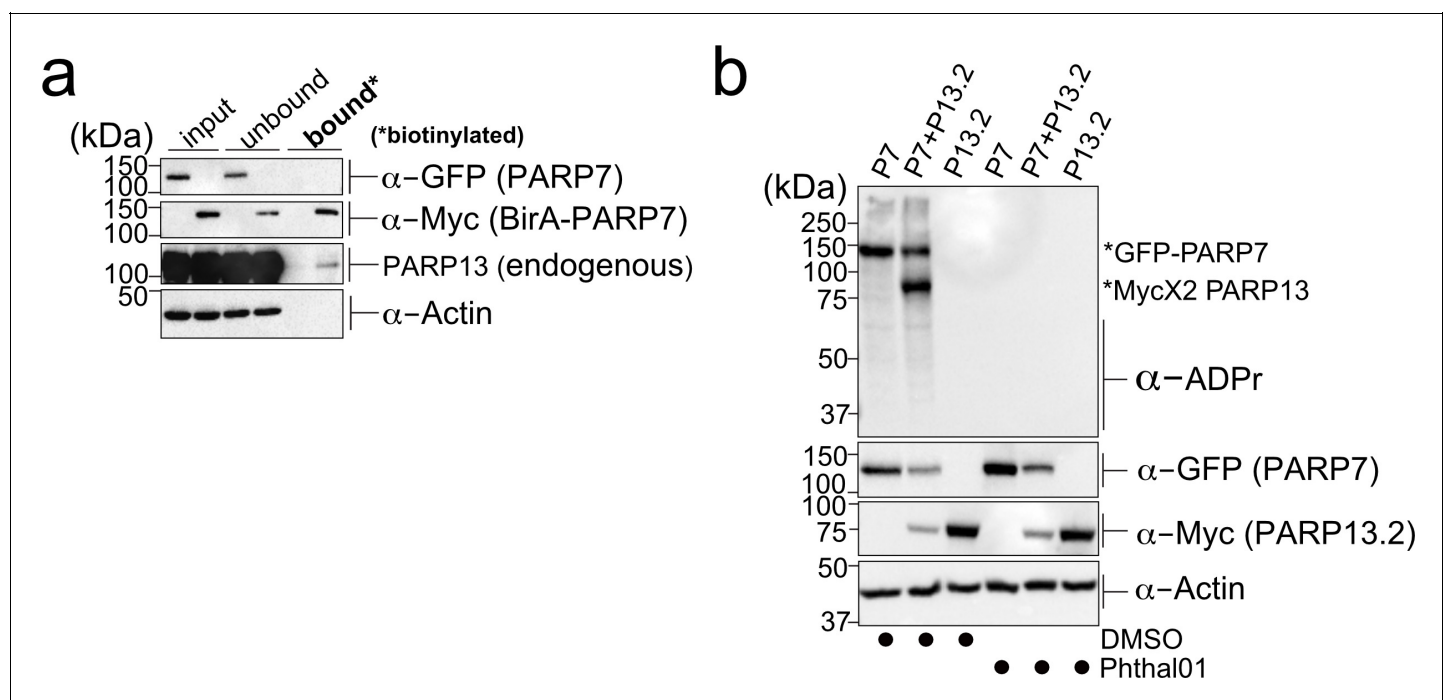 a
input unbound bound*
(kDa) (*biotinylated)
150
100
α–GFP (PARP7)
150
100
α–Myc (BirA-PARP7)
100
PARP13 (endogenous)
50
α–Actin
b
P7 P7+P13.2 P13.2 P7 P7+P13.2 P13.2
(kDa)
250
150
*GFP-PARP7
100
*MycX2 PARP13
75
50
α–ADPr
37
150
α–GFP (PARP7)
100
100
75
α–Myc (PARP13.2)
50
α–Actin
37
DMSO
Phthal01